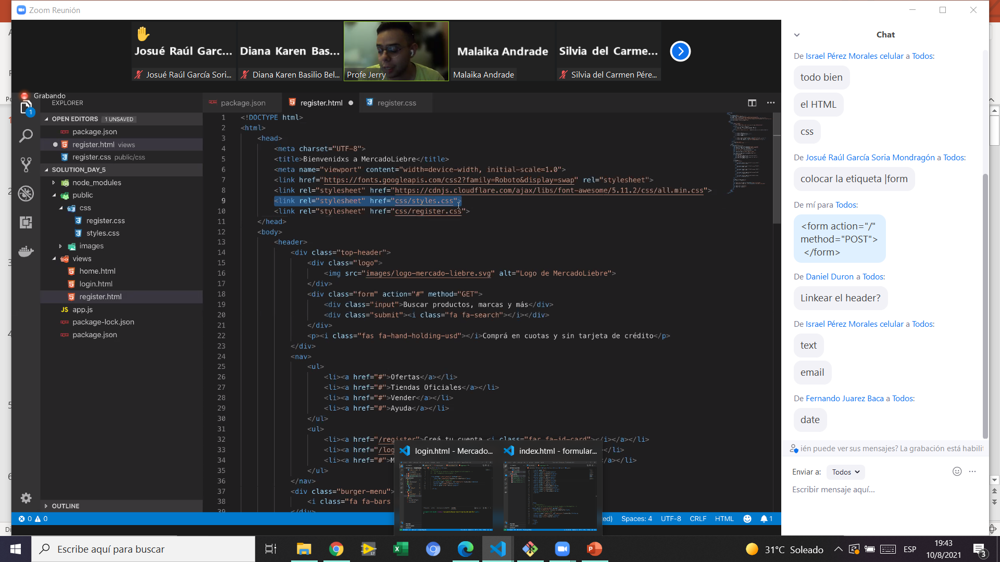 Zoom Reunión
Josué Raúl Garc...
Diana Karen Bas...
Malaika Andrade
Silvia del Carme...
Josué Raúl García Sori...
Diana Karen Basilio Bel...
Profe Jerry
Malaika Andrade
Silvia del Carmen Pére...
Grabando
EXPLORER
1
OPEN EDITORS 1 UNSAVED
package.json
register.html views
register.css public/css
SOLUTION_DAY_5
node_modules
public
css
register.css
styles.css
images
views
home.html
login.html
register.html
JS app.js
package-lock.json
package.json
OUTLINE
package.json
register.html
register.css
1 <!DOCTYPE html>
2 <html>
3 <head>
4 <meta charset="UTF-8">
5 <title>Bienvenidxs a MercadoLiebre</title>
6 <meta name="viewport" content="width=device-width, initial-scale=1.0">
7 <link href="https://fonts.googleapis.com/css2?family=Roboto&display=swap" rel="stylesheet">
8 <link rel="stylesheet" href="https://cdnjs.cloudflare.com/ajax/libs/font-awesome/5.11.2/css/all.min.css">
9 <link rel="stylesheet" href="css/styles.css">
10 <link rel="stylesheet" href="css/register.css">
11 </head>
12 <body>
13 <header>
14 <div class="top-header">
15 <div class="logo">
16 <img src="images/logo-mercado-liebre.svg" alt="Logo de MercadoLiebre">
17 </div>
18 <div class="form" action="#" method="GET">
19 <div class="input">Buscar productos, marcas y más</div>
20 <div class="submit"><i class="fa fa-search"></i></div>
21 </div>
22 <p><i class="fas fa-hand-holding-usd"></i>Comprá en cuotas y sin tarjeta de crédito</p>
23 </div>
24 <nav>
25 <ul>
26 <li><a href="#">Ofertas</a></li>
27 <li><a href="#">Tiendas Oficiales</a></li>
28 <li><a href="#">Vender</a></li>
29 <li><a href="#">Ayuda</a></li>
30 </ul>
31 <ul>
32 <li><a href="/register">Creá tu cuenta <i class="far fa-id-card"></i></a></li>
33 <li><a href="/log </li>
34 <li><a href="#">M </a></li>
35 </ul>
36 </nav>
37 <div class="burger-menu">
38 <i class="fa fa-bars
39 </div>
login.html - Mercado...
index.html - formular...
0 0
ed) Spaces: 4 UTF-8 CRLF HTML 1
Chat
De Israel Pérez Morales celular a Todos:
todo bien
el HTML
css
De Josué Raúl García Soria Mondragón a Todos:
colocar la etiqueta |form
De mí para Todos:
<form action="/"
method="POST">
</form>
De Daniel Duron a Todos:
Linkear el header?
De Israel Pérez Morales celular a Todos:
text
email
De Fernando Juarez Baca a Todos:
date
ién puede ver sus mensajes? La grabación está habilit
Enviar a: Todos
Escribir mensaje aquí...
Escribe aquí para buscar
31°C Soleado
ESP
19:43
10/8/2021
3